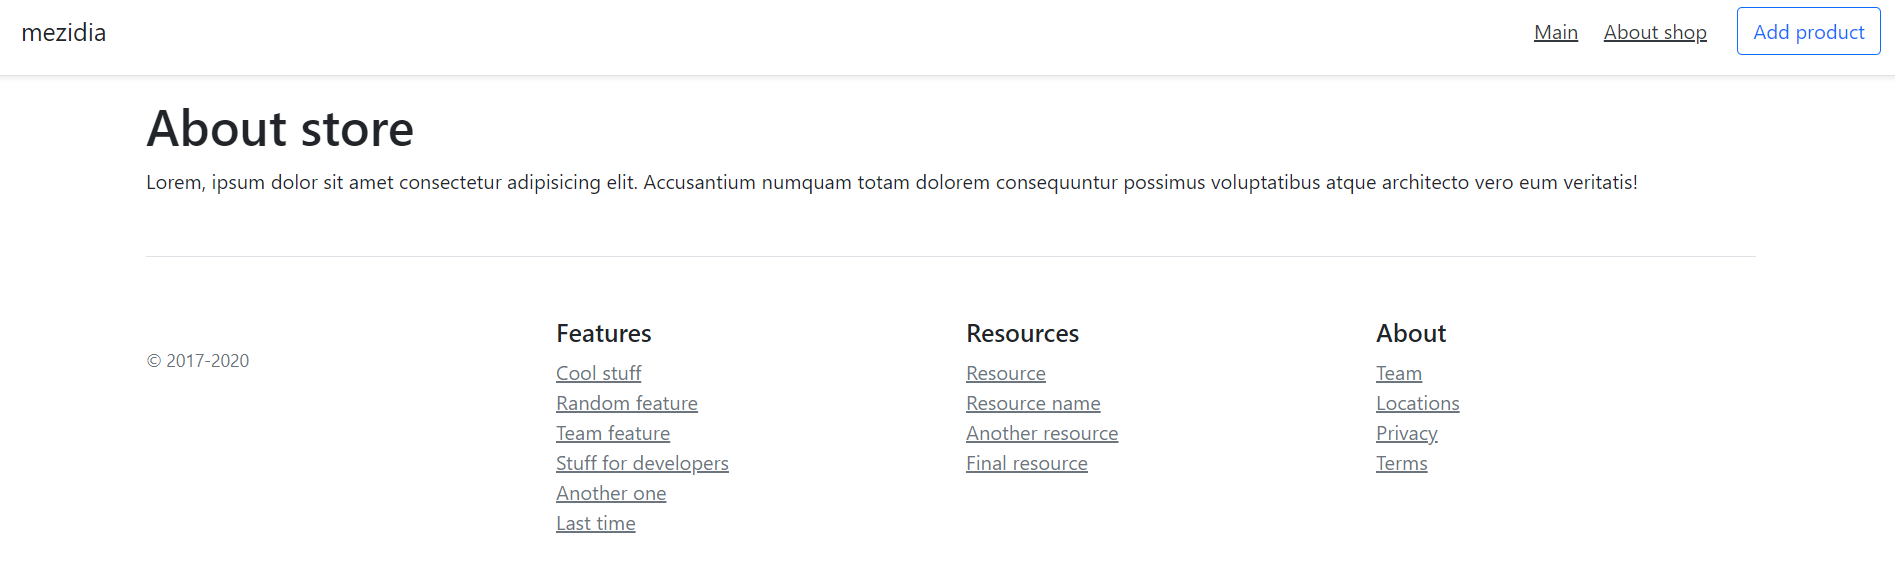 mezidia
Main About shop Add product
About store
Lorem, ipsum dolor sit amet consectetur adipisicing elit. Accusantium numquam totam dolorem consequuntur possimus voluptatibus atque architecto vero eum veritatis!
© 2017-2020
Features
Cool stuff
Random feature
Team feature
Stuff for developers
Another one
Last time
Resources
Resource
Resource name
Another resource
Final resource
About
Team
Locations
Privacy
Terms